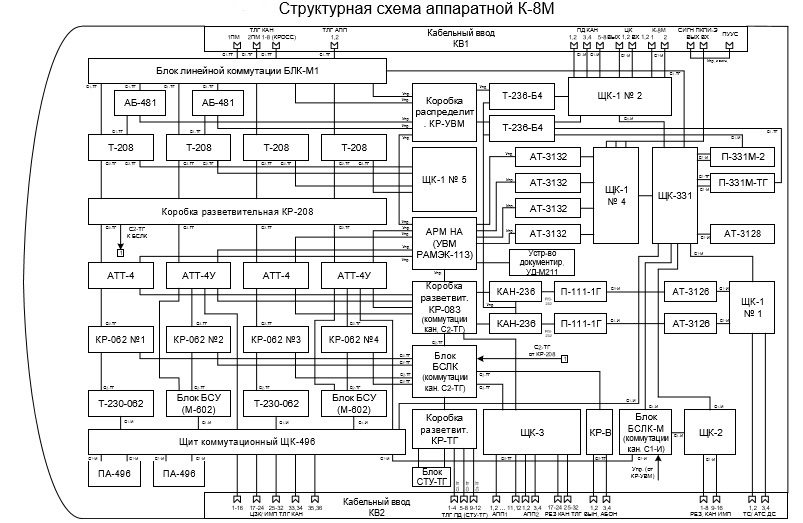 Структурная схема аппаратной К-8М
Кабельный ввод
КВ1
1ПМ
ТЛГ КАН
2ПМ 1-8 (КРОСС)
ТЛГ АПП
1,2
ПД КАН
1,2 3,4 5-8
ЦК
ВЫХ 1,2 ВХ 1,2
К-8М
1 2
СИГН ПКПИ-Э
ВЫХ ВХ
ПУУС
Блок линейной коммутации БЛК-М1
АБ-481
АБ-481
Коробка
распределит
. КР-УВМ
Т-236-Б4
Т-236-Б4
ЩК-1 № 2
Т-208
Т-208
Т-208
Т-208
ЩК-1 № 5
АТ-3132
АТ-3132
АТ-3132
АТ-3132
ЩК-1
№ 4
ЩК-331
П-331М-2
П-331М-ТГ
АТ-3128
Коробка разветвительная КР-208
С2-ТГ
К БСЛК
1
АРМ НА
(УВМ
РАМЭК-113)
Устр-во
документир.
УД-М211
АТТ-4
АТТ-4У
АТТ-4
АТТ-4У
Коробка
разветвит.
КР-083
(коммутации
кан. С2-ТГ)
КАН-236
П-111-1Г
АТ-3126
КАН-236
П-111-1Г
АТ-3126
ЩК-1
№ 1
КР-062 №1
КР-062 №2
КР-062 №3
КР-062 №4
Блок
БСЛК
(коммутации
кан. С2-ТГ)
С2-ТГ
от КР-208
1
Т-230-062
Блок БСУ
(М-602)
Т-230-062
Блок БСУ
(М-602)
Коробка
разветвит.
КР-ТГ
ЩК-3
КР-В
Блок
БСЛК-М
(коммутации
кан. С1-И)
ЩК-2
Щит коммутационный ЩК-496
ПА-496
ПА-496
Блок
СТУ-ТГ
Упр. (от
КР-УВМ)
Кабельный ввод
КВ2
1-16 17-24 25-32 33,34 35,36
ЦЗК/ ИМП ТЛГ КАН
1-4 5-8 9-12
ТЛГ ПД (СТУ-ТГ)
1,2 ... 11,12
АПП1
1,2 3,4
АПП2
17-24 25-32
РЕЗ КАН ТЛГ
1,2 3,4
ВЫН. АБОН
1-8 9-16
РЕЗ КАН ИМП
1,2 3,4
ТС/ АТС ДС